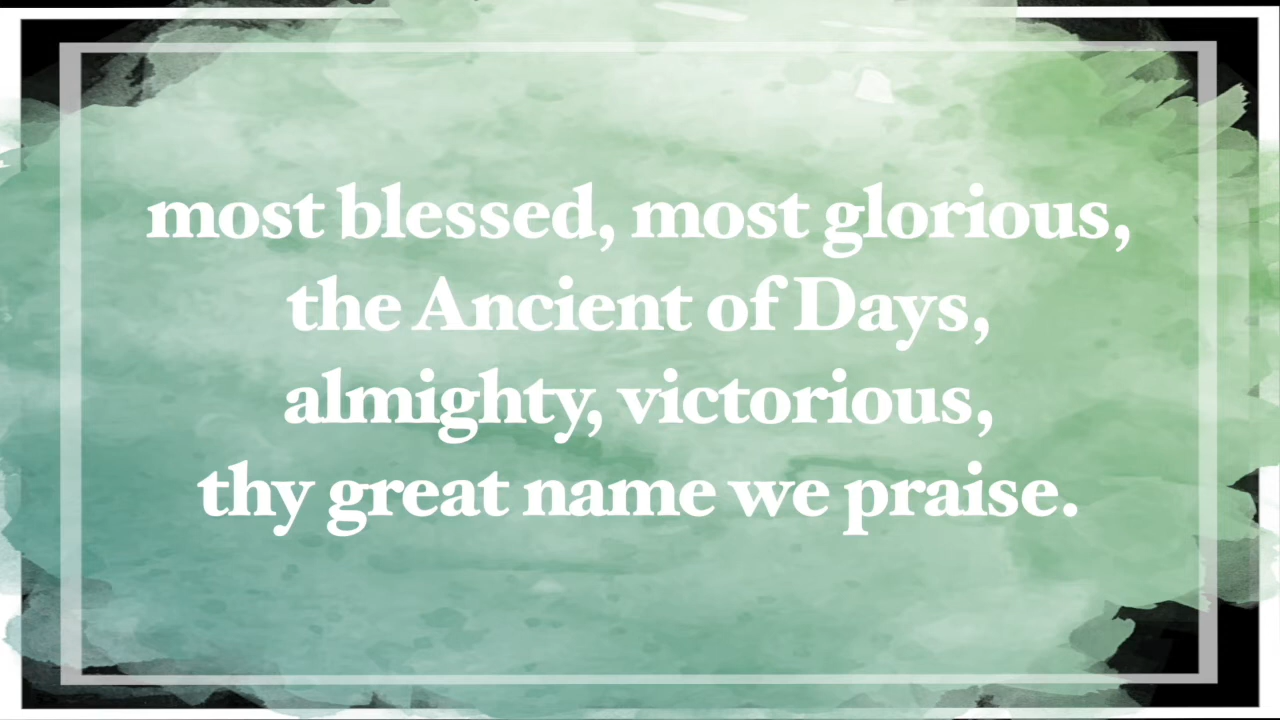 most blessed, most glorious,
the Ancient of Days,
almighty, victorious,
thy great name we praise.